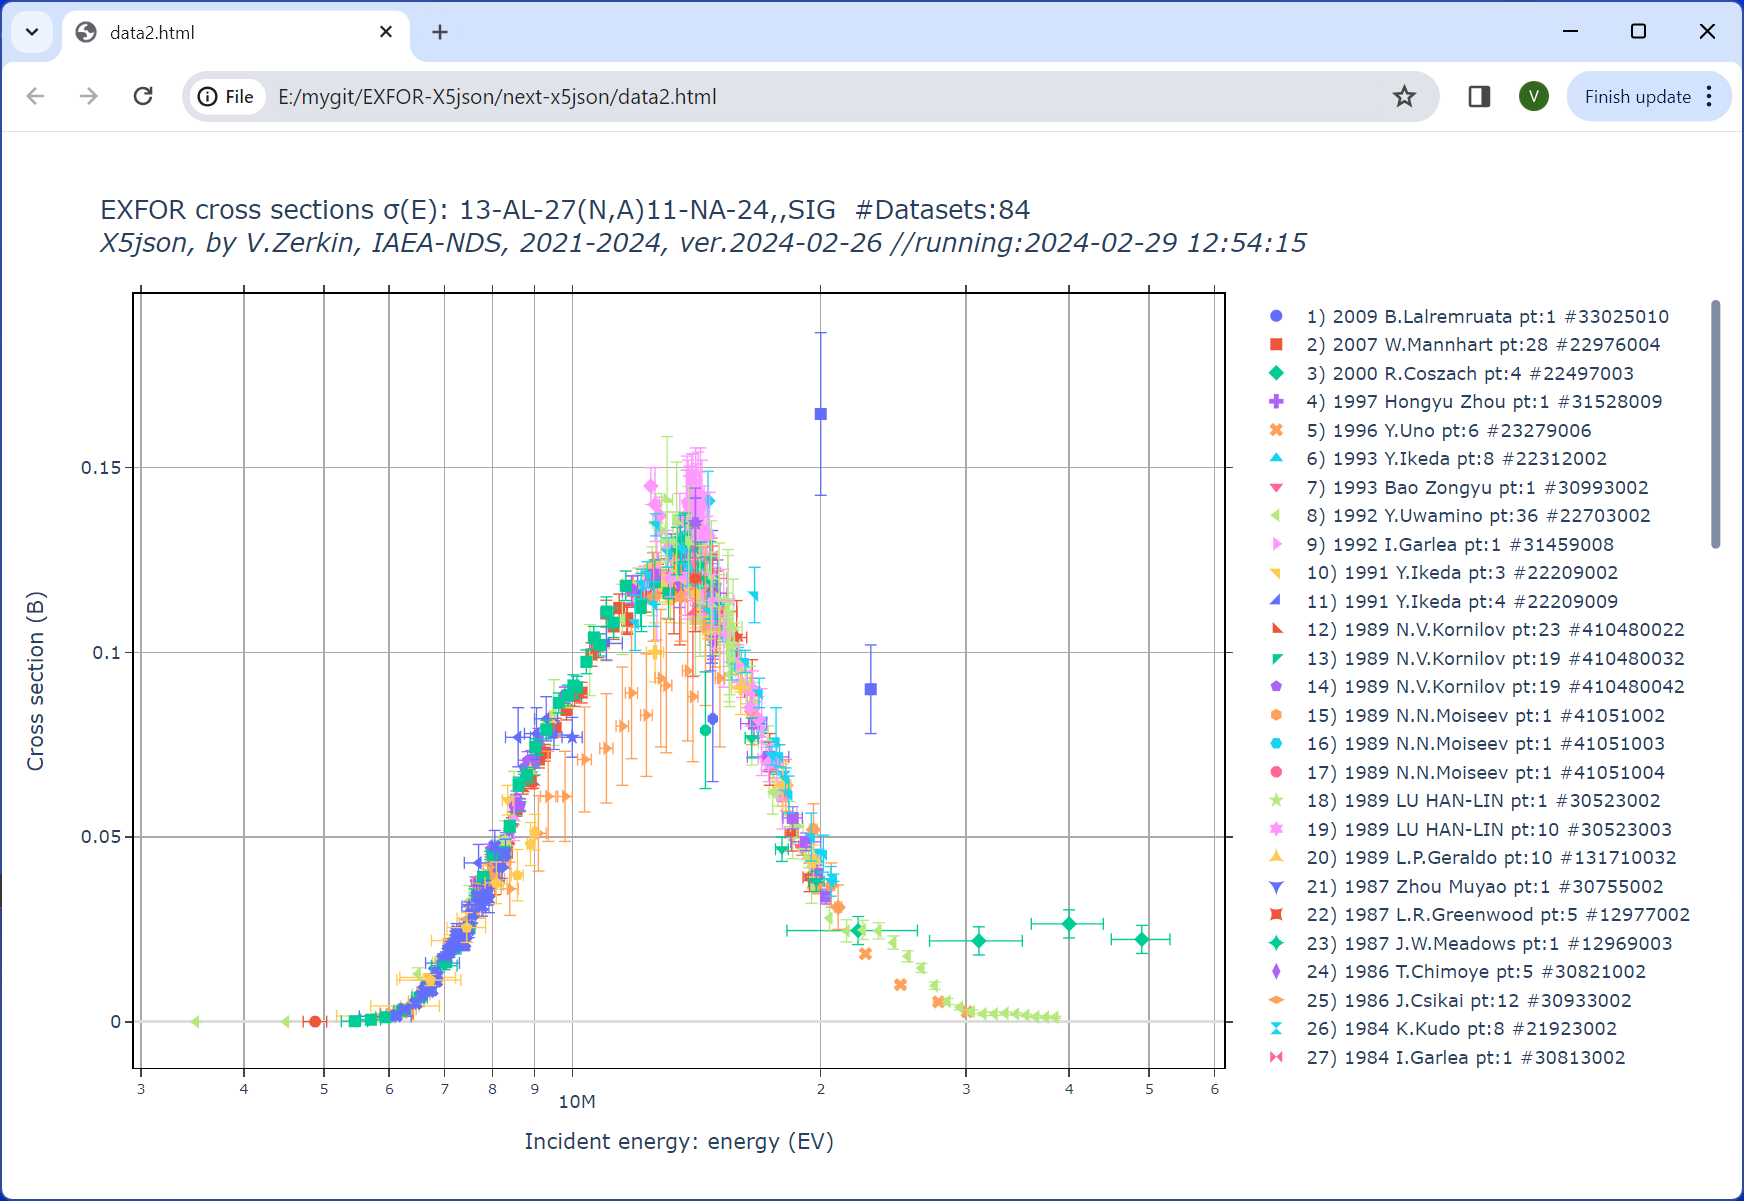 data2.html
File
E:/mygit/EXFOR-X5json/next-x5json/data2.html
V
Finish update
EXFOR cross sections σ(E): 13-AL-27(N,A)11-NA-24,,SIG #Datasets:84
X5json, by V.Zerkin, IAEA-NDS, 2021-2024, ver.2024-02-26 //running:2024-02-29 12:54:15
Cross section (B)
0.15
0.1
0.05
0
3 4 5 6 7 8 9 10M 2 3 4 5 6
Incident energy: energy (EV)
1) 2009 B.Lalremruata pt:1 #33025010
2) 2007 W.Mannhart pt:28 #22976004
3) 2000 R.Coszach pt:4 #22497003
4) 1997 Hongyu Zhou pt:1 #31528009
5) 1996 Y.Uno pt:6 #23279006
6) 1993 Y.Ikeda pt:8 #22312002
7) 1993 Bao Zongyu pt:1 #30993002
8) 1992 Y.Uwamino pt:36 #22703002
9) 1992 I.Garlea pt:1 #31459008
10) 1991 Y.Ikeda pt:3 #22209002
11) 1991 Y.Ikeda pt:4 #22209009
12) 1989 N.V.Kornilov pt:23 #410480022
13) 1989 N.V.Kornilov pt:19 #410480032
14) 1989 N.V.Kornilov pt:19 #410480042
15) 1989 N.N.Moiseev pt:1 #41051002
16) 1989 N.N.Moiseev pt:1 #41051003
17) 1989 N.N.Moiseev pt:1 #41051004
18) 1989 LU HAN-LIN pt:1 #30523002
19) 1989 LU HAN-LIN pt:10 #30523003
20) 1989 L.P.Geraldo pt:10 #131710032
21) 1987 Zhou Muyao pt:1 #30755002
22) 1987 L.R.Greenwood pt:5 #12977002
23) 1987 J.W.Meadows pt:1 #12969003
24) 1986 T.Chimoye pt:5 #30821002
25) 1986 J.Csikai pt:12 #30933002
26) 1984 K.Kudo pt:8 #21923002
27) 1984 I.Garlea pt:1 #30813002